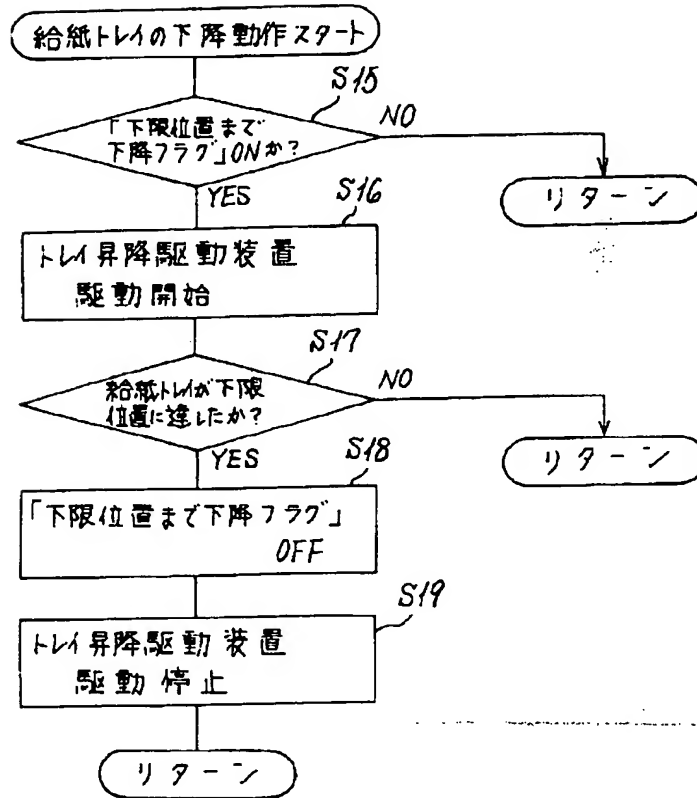 給紙トレイの下降動作スタート
S15
「下限位置まで
下降フラグ」ONか?
NO
YES
リターン
S16
トレイ昇降駆動装置
駆動開始
S17
給紙トレイが下限
位置に達したか?
NO
YES
リターン
S18
「下限位置まで下降フラグ」
OFF
S19
トレイ昇降駆動装置
駆動停止
リターン